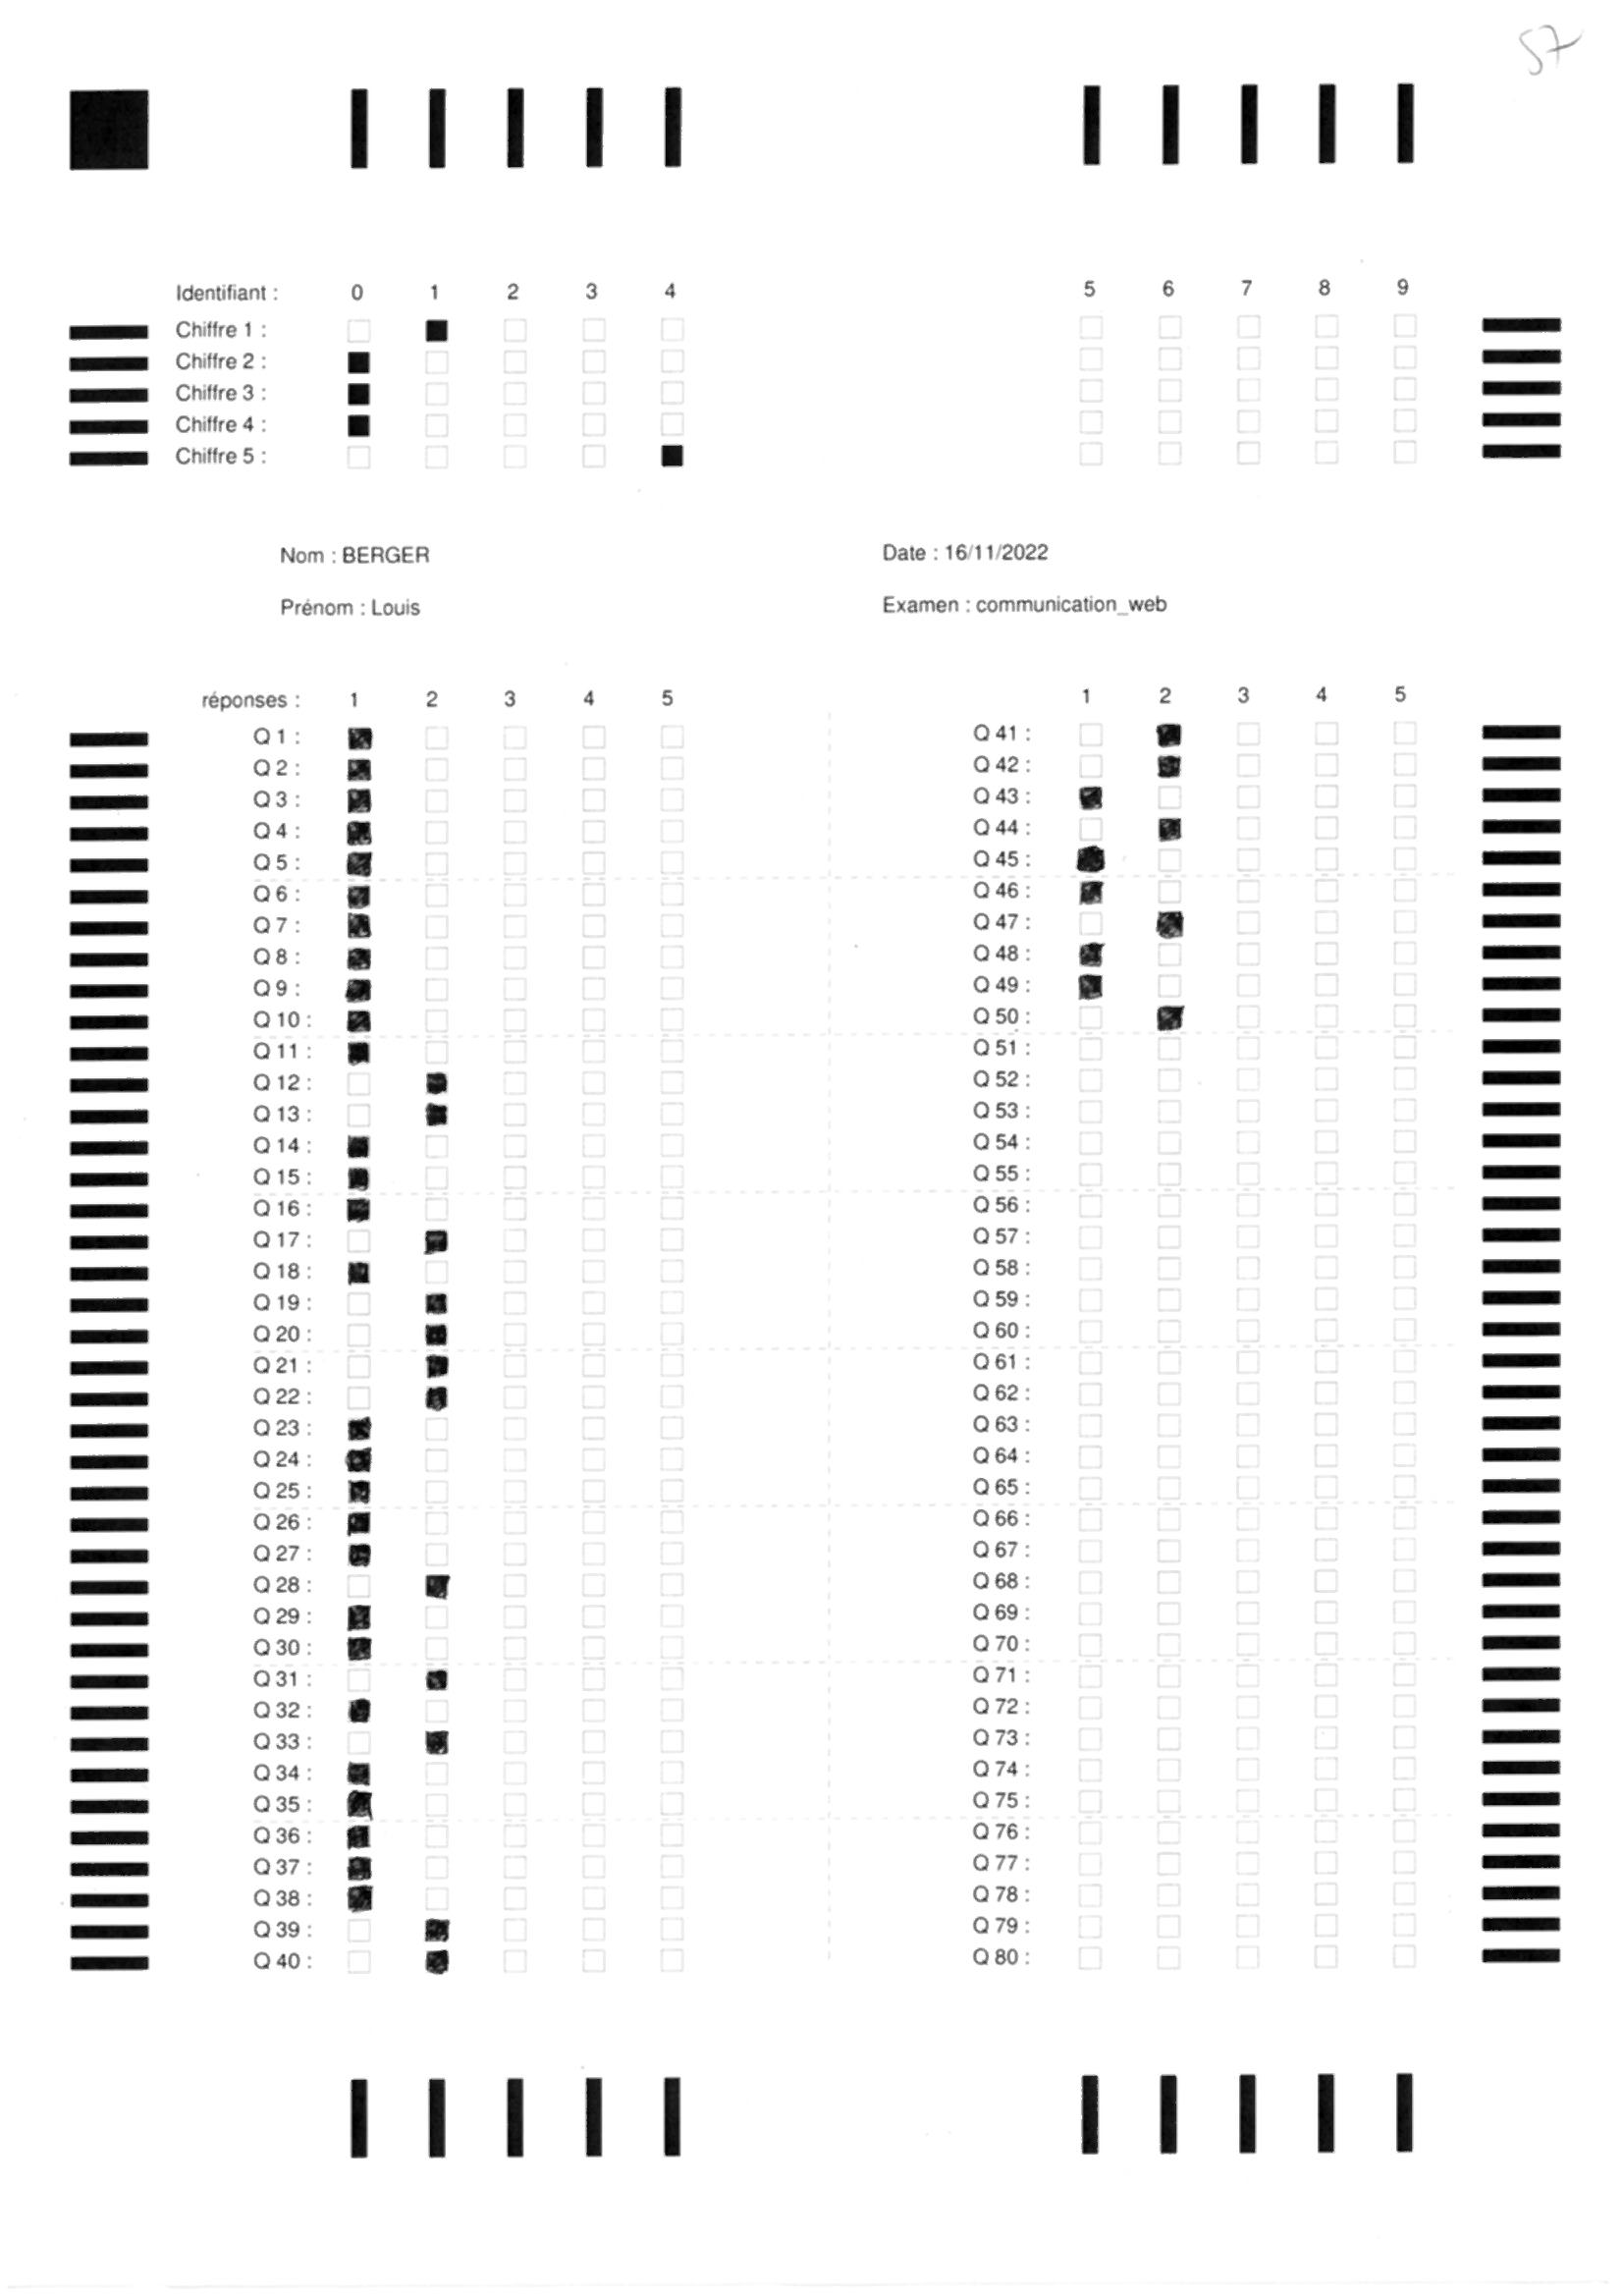 57
Identifiant : 0 1 2 3 4 5 6 7 8 9
Chiffre 1 :
Chiffre 2 :
Chiffre 3 :
Chiffre 4 :
Chiffre 5 :
Nom : BERGER
Prénom : Louis
Date : 16/11/2022
Examen : communication_web
réponses : 1 2 3 4 5
Q 1 :
Q 2 :
Q 3 :
Q 4 :
Q 5 :
Q 6 :
Q 7 :
Q 8 :
Q 9 :
Q 10 :
Q 11 :
Q 12 :
Q 13 :
Q 14 :
Q 15 :
Q 16 :
Q 17 :
Q 18 :
Q 19 :
Q 20 :
Q 21 :
Q 22 :
Q 23 :
Q 24 :
Q 25 :
Q 26 :
Q 27 :
Q 28 :
Q 29 :
Q 30 :
Q 31 :
Q 32 :
Q 33 :
Q 34 :
Q 35 :
Q 36 :
Q 37 :
Q 38 :
Q 39 :
Q 40 :
1 2 3 4 5
Q 41 :
Q 42 :
Q 43 :
Q 44 :
Q 45 :
Q 46 :
Q 47 :
Q 48 :
Q 49 :
Q 50 :
Q 51 :
Q 52 :
Q 53 :
Q 54 :
Q 55 :
Q 56 :
Q 57 :
Q 58 :
Q 59 :
Q 60 :
Q 61 :
Q 62 :
Q 63 :
Q 64 :
Q 65 :
Q 66 :
Q 67 :
Q 68 :
Q 69 :
Q 70 :
Q 71 :
Q 72 :
Q 73 :
Q 74 :
Q 75 :
Q 76 :
Q 77 :
Q 78 :
Q 79 :
Q 80 :